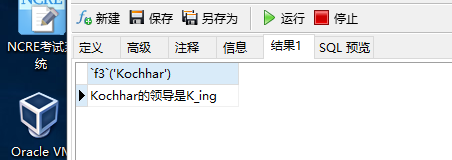 NCRE
NCRE考试系
统
Oracle VM
新建 保存 另存为 运行 停止
定义 高级 注释 信息 结果1 SQL 预览
`f3`('Kochhar')
Kochhar的领导是K_ing